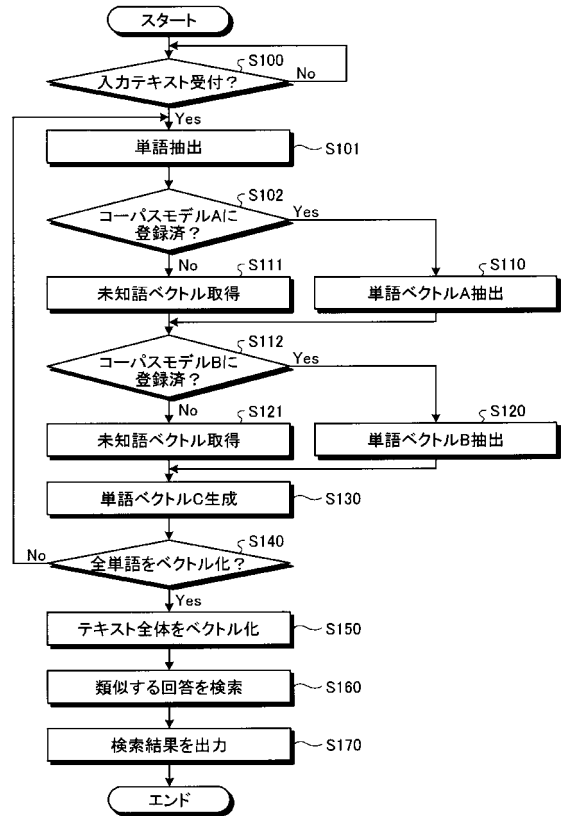 スタート
S100
入力テキスト受付？
No
Yes
単語抽出
S101
S102
コーパスモデルAに
登録済？
Yes
No
S111
未知語ベクトル取得
S110
単語ベクトルA抽出
S112
コーパスモデルBに
登録済？
Yes
No
S121
未知語ベクトル取得
S120
単語ベクトルB抽出
単語ベクトルC生成
S130
S140
全単語をベクトル化？
No
Yes
テキスト全体をベクトル化
S150
類似する回答を検索
S160
検索結果を出力
S170
エンド